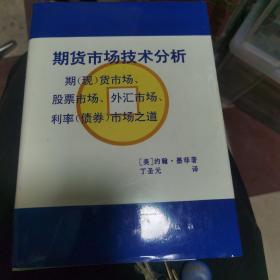 期货市场技术分析
期(现)货市场、
股票市场、外汇市场、
利率(债券)市场之道
[美]约翰·墨菲著
丁圣元 译